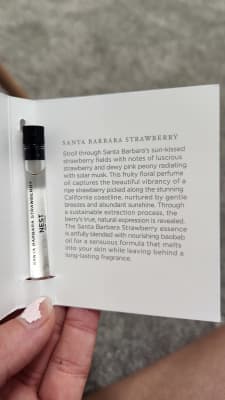 SANTA BARBARA STRAWBERRY
Stroll through Santa Barbara's sun-kissed
strawberry fields with notes of luscious
strawberry and dewy pink peony radiating
with solar musk. This fruity floral perfume
oil captures the beautiful vibrancy of a
ripe strawberry picked along the stunning
California coastline, nurtured by gentle
breezes and abundant sunshine. Through
a sustainable extraction process, the
berry's true, natural expression is revealed.
The Santa Barbara Strawberry essence
is artfully blended with nourishing baobab
oil for a sensuous formula that melts
into your skin while leaving behind a
long-lasting fragrance.
SANTA BARBARA STRAWBERRY
NEST